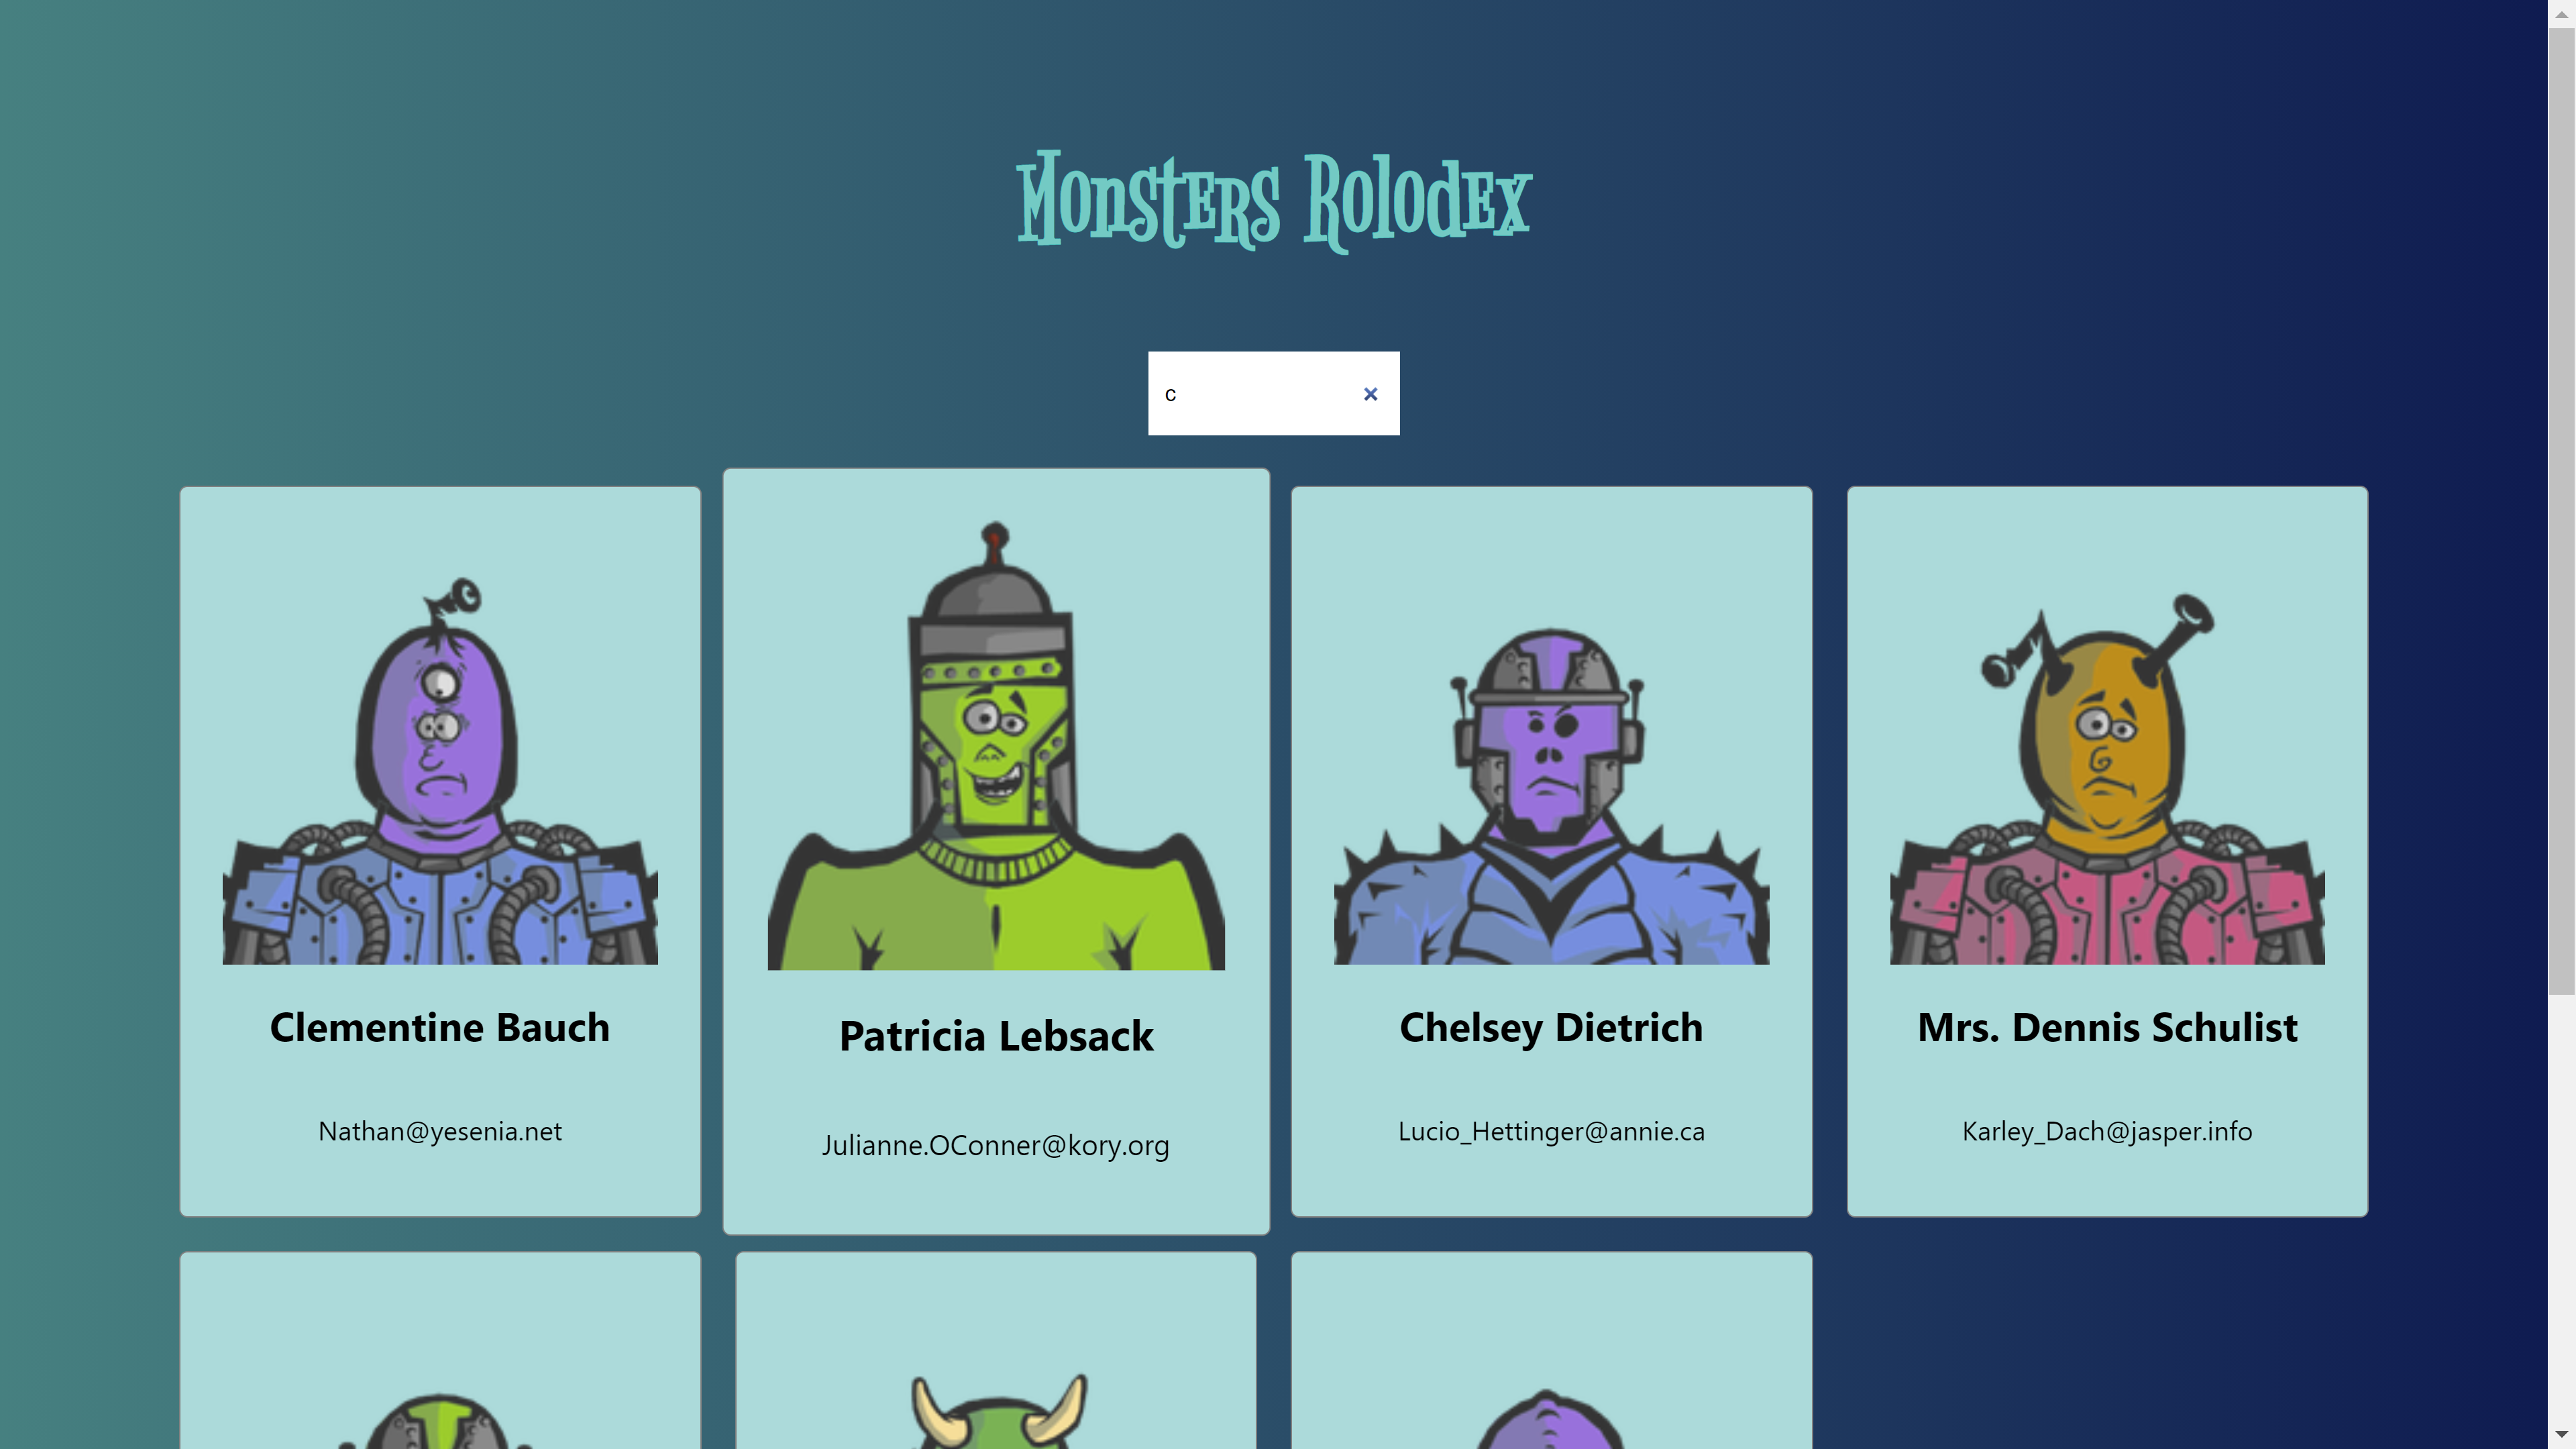 Monsters Rolodex
c
Clementine Bauch
Nathan@yesenia.net
Patricia Lebsack
Julianne.OConner@kory.org
Chelsey Dietrich
Lucio_Hettinger@annie.ca
Mrs. Dennis Schulist
Karley_Dach@jasper.info